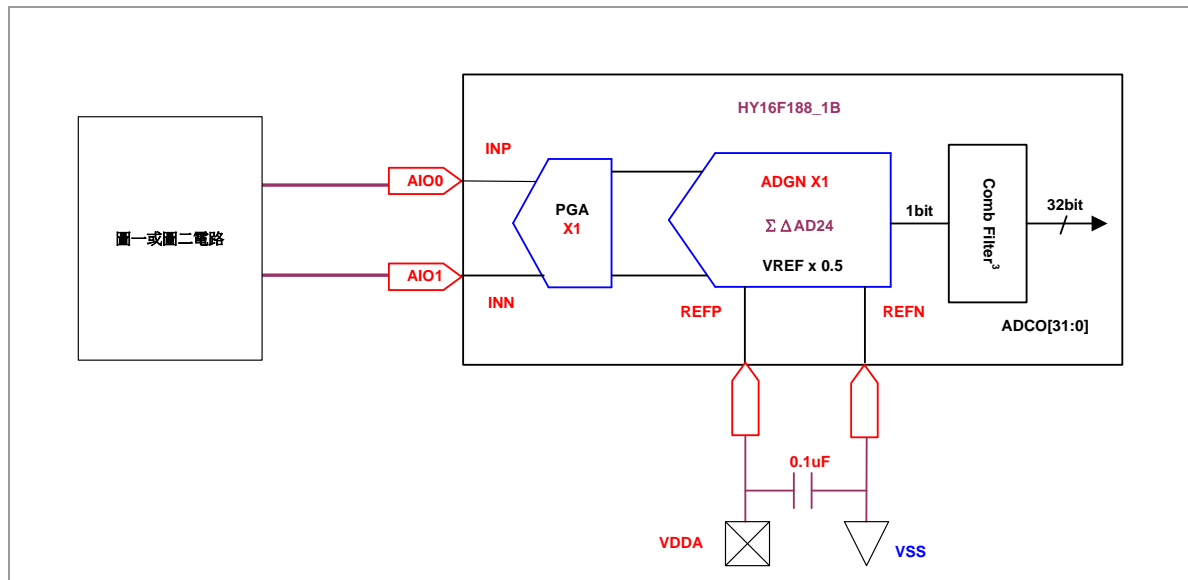 HY16F188_1B
INP
AIO0
PGA
X1
ADGN X1
ΣΔAD24
VREF x 0.5
1bit
Comb Filter³
32bit
圖一或圖二電路
AIO1
INN
REFP
REFN
ADCO[31:0]
0.1uF
VDDA
VSS